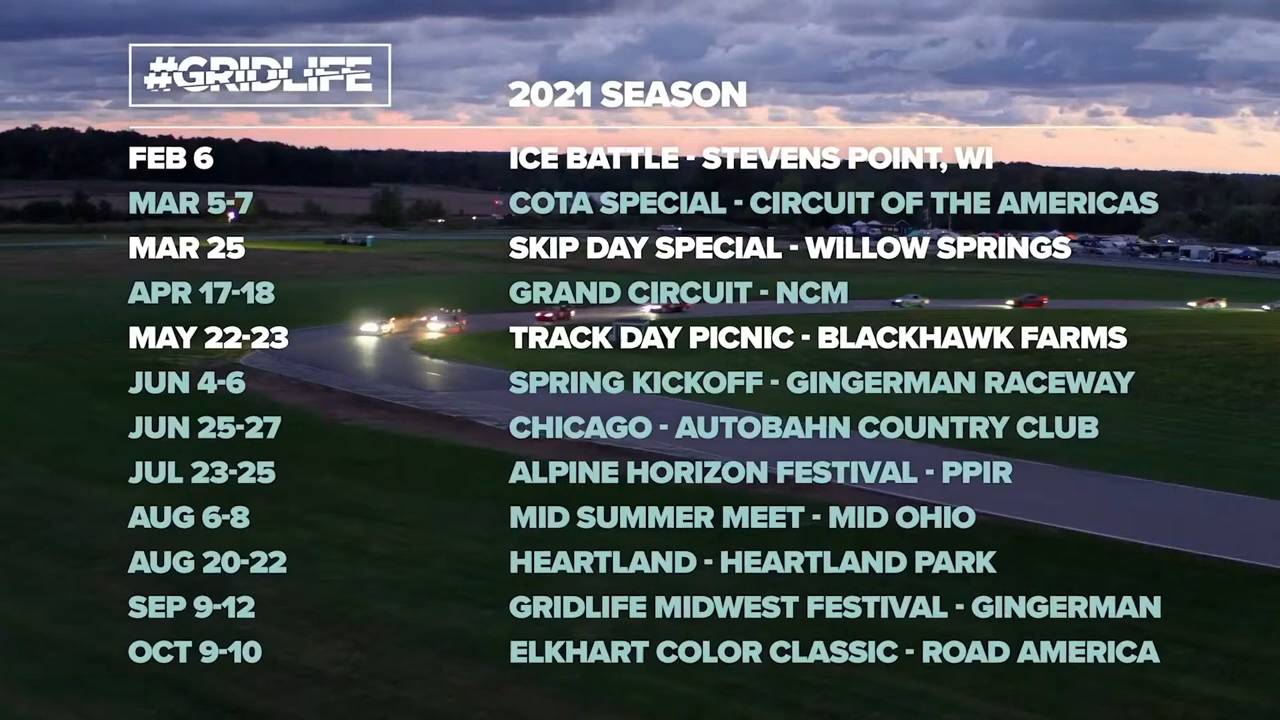 #GRIDLIFE
2021 SEASON
FEB 6 ICE BATTLE - STEVENS POINT, WI
MAR 5-7 COTA SPECIAL - CIRCUIT OF THE AMERICAS
MAR 25 SKIP DAY SPECIAL - WILLOW SPRINGS
APR 17-18 GRAND CIRCUIT - NCM
MAY 22-23 TRACK DAY PICNIC - BLACKHAWK FARMS
JUN 4-6 SPRING KICKOFF - GINGERMAN RACEWAY
JUN 25-27 CHICAGO - AUTOBAHN COUNTRY CLUB
JUL 23-25 ALPINE HORIZON FESTIVAL - PPIR
AUG 6-8 MID SUMMER MEET - MID OHIO
AUG 20-22 HEARTLAND - HEARTLAND PARK
SEP 9-12 GRIDLIFE MIDWEST FESTIVAL - GINGERMAN
OCT 9-10 ELKHART COLOR CLASSIC - ROAD AMERICA